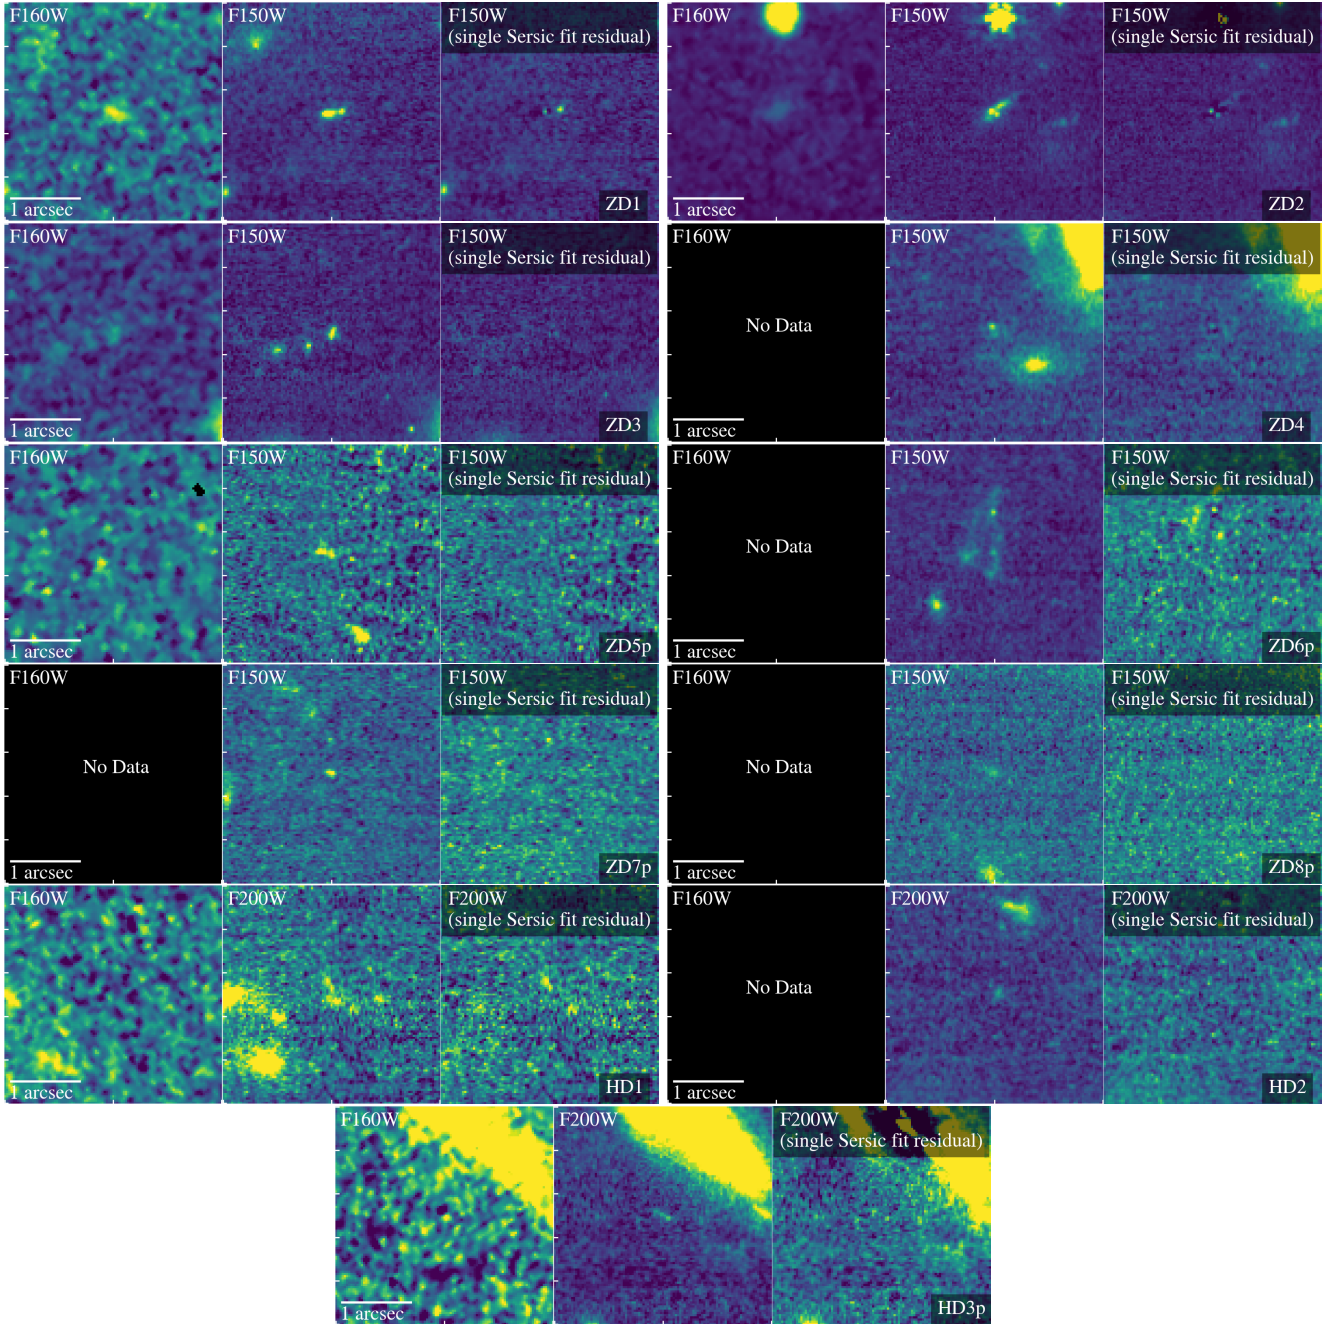 F160W
F150W
F150W
(single Sersic fit residual)
1 arcsec
ZD1
F160W
F150W
F150W
(single Sersic fit residual)
1 arcsec
ZD2
F160W
F150W
F150W
(single Sersic fit residual)
1 arcsec
ZD3
F160W
F150W
F150W
(single Sersic fit residual)
No Data
1 arcsec
ZD4
F160W
F150W
F150W
(single Sersic fit residual)
1 arcsec
ZD5p
F160W
F150W
F150W
(single Sersic fit residual)
No Data
1 arcsec
ZD6p
F160W
F150W
F150W
(single Sersic fit residual)
No Data
1 arcsec
ZD7p
F160W
F150W
F150W
(single Sersic fit residual)
No Data
1 arcsec
ZD8p
F160W
F200W
F200W
(single Sersic fit residual)
1 arcsec
HD1
F160W
F200W
F200W
(single Sersic fit residual)
No Data
1 arcsec
HD2
F160W
F200W
F200W
(single Sersic fit residual)
1 arcsec
HD3p